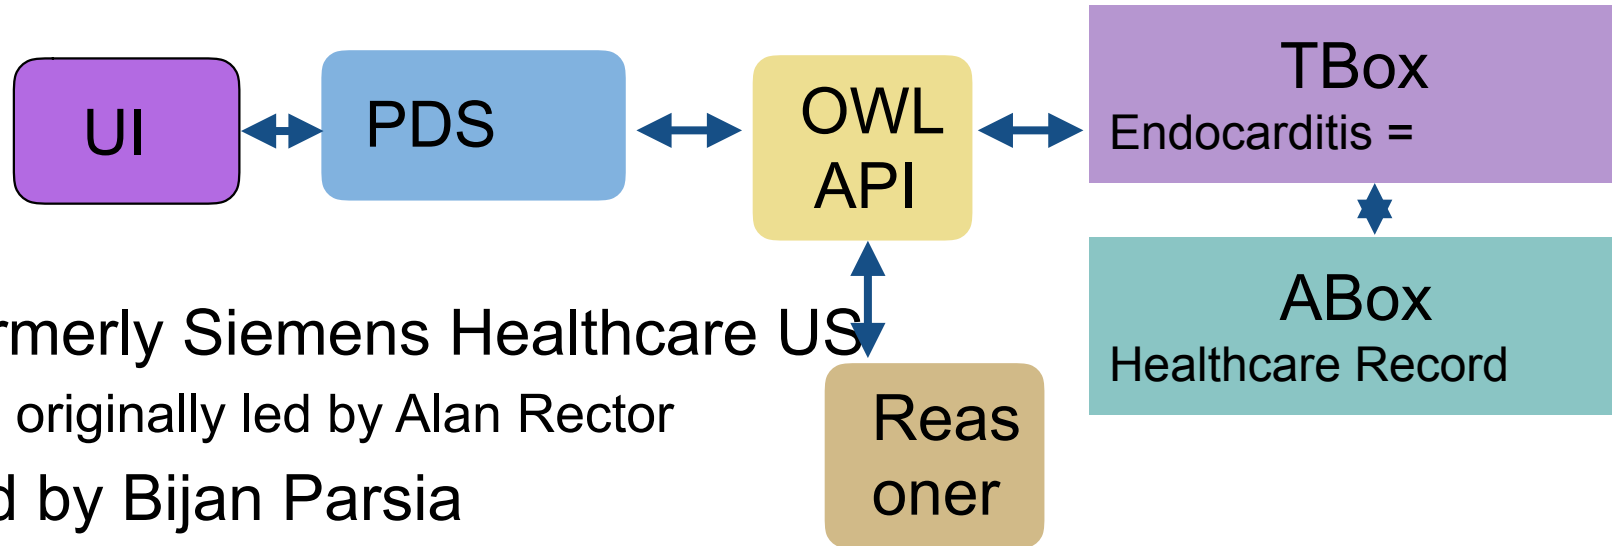 UI
PDS
OWL
API
TBox
Endocarditis =
ABox
Healthcare Record
rmerly Siemens Healthcare US
originally led by Alan Rector
d by Bijan Parsia
Reas
oner